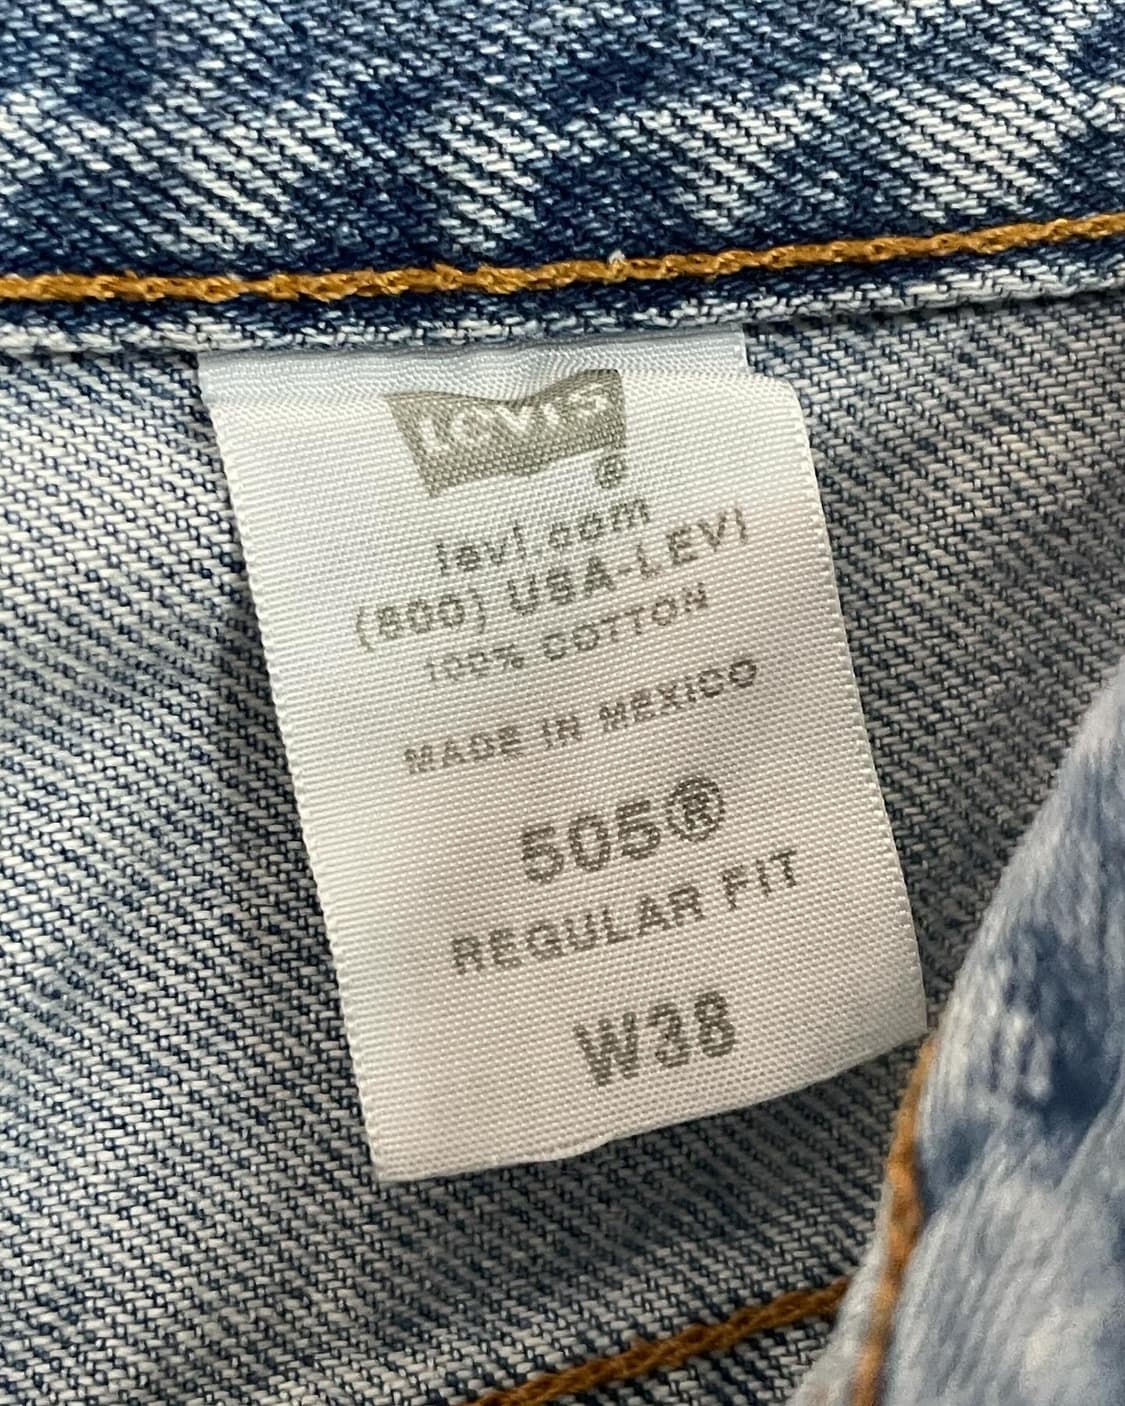 Levi's
®
levi.com
(800) USA-LEVI
100% COTTON
MADE IN MEXICO
505®
REGULAR FIT
W38